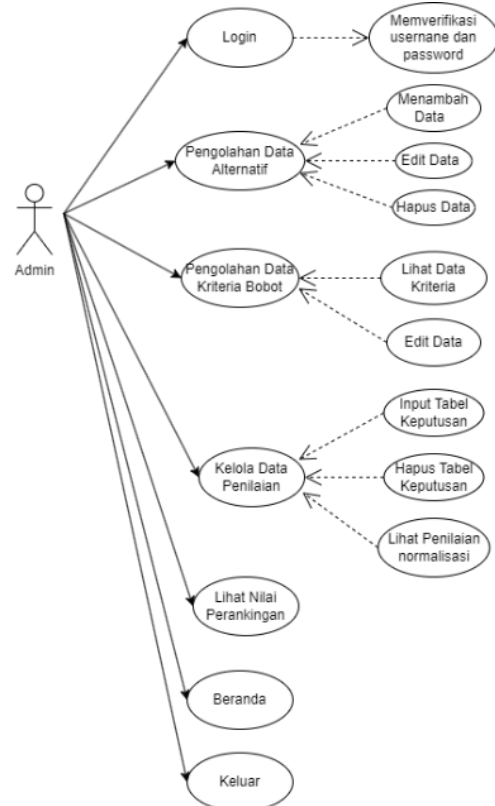 Login
Memverifikasi
usernane dan
password
Menambah
Data
Pengolahan Data
Alternatif
Edit Data
Hapus Data
Admin
Pengolahan Data
Kriteria Bobot
Lihat Data
Kriteria
Edit Data
Input Tabel
Keputusan
Kelola Data
Penilaian
Hapus Tabel
Keputusan
Lihat Penilaian
normalisasi
Lihat Nilai
Perankingan
Beranda
Keluar